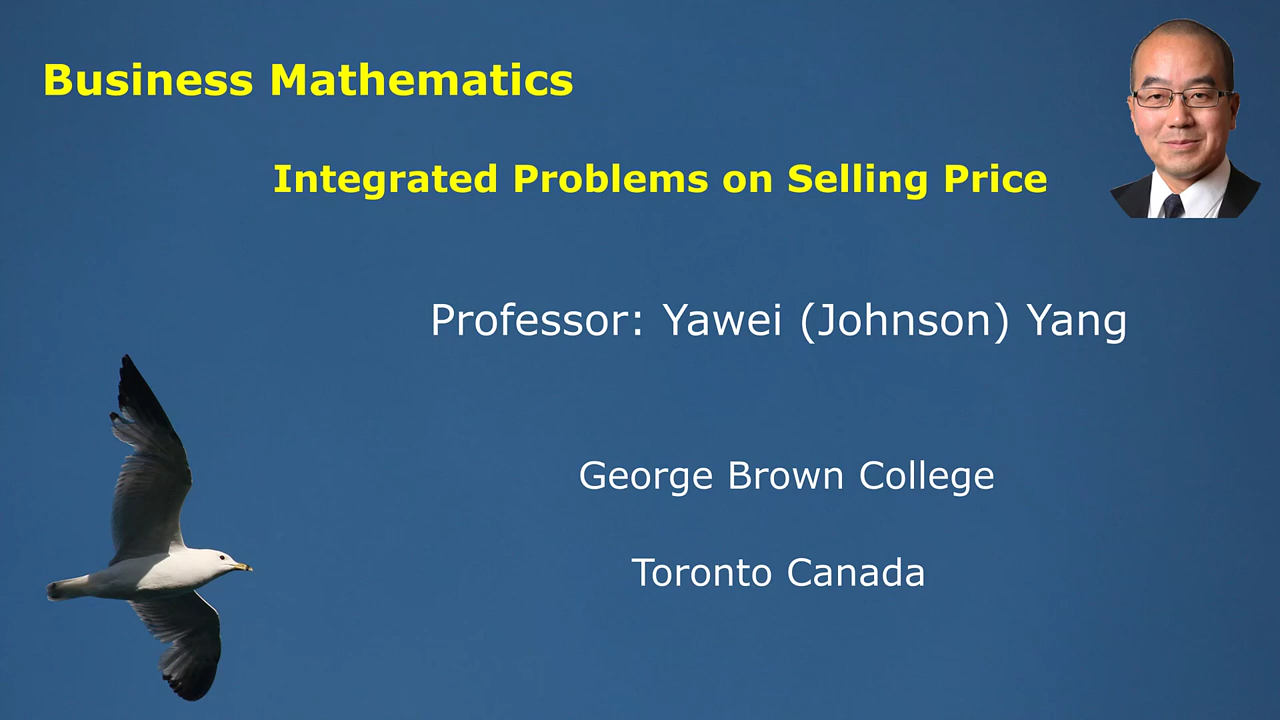 Business Mathematics
Integrated Problems on Selling Price
Professor: Yawei (Johnson) Yang
George Brown College
Toronto Canada